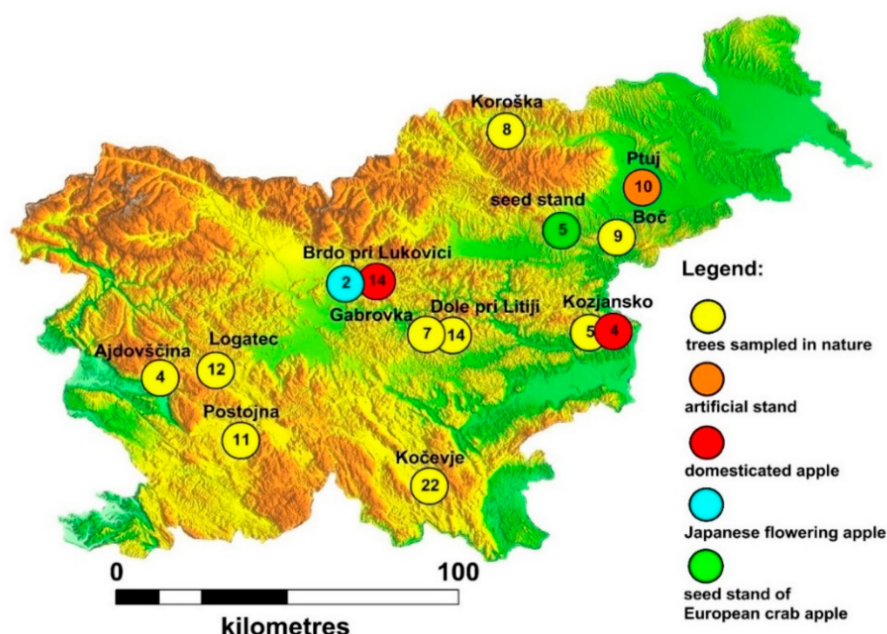 Koroška
8
Ptuj
10
seed stand
5
Boč
9
Brdo pri Lukovici
2
14
Legend:
Gabrovka
Dole pri Litiji
Kozjansko
7
14
5
4
trees sampled in nature
Logatec
Ajdovščina
12
4
artificial stand
Postojna
11
domesticated apple
Kočevje
22
Japanese flowering apple
0
100
kilometres
seed stand of
European crab apple